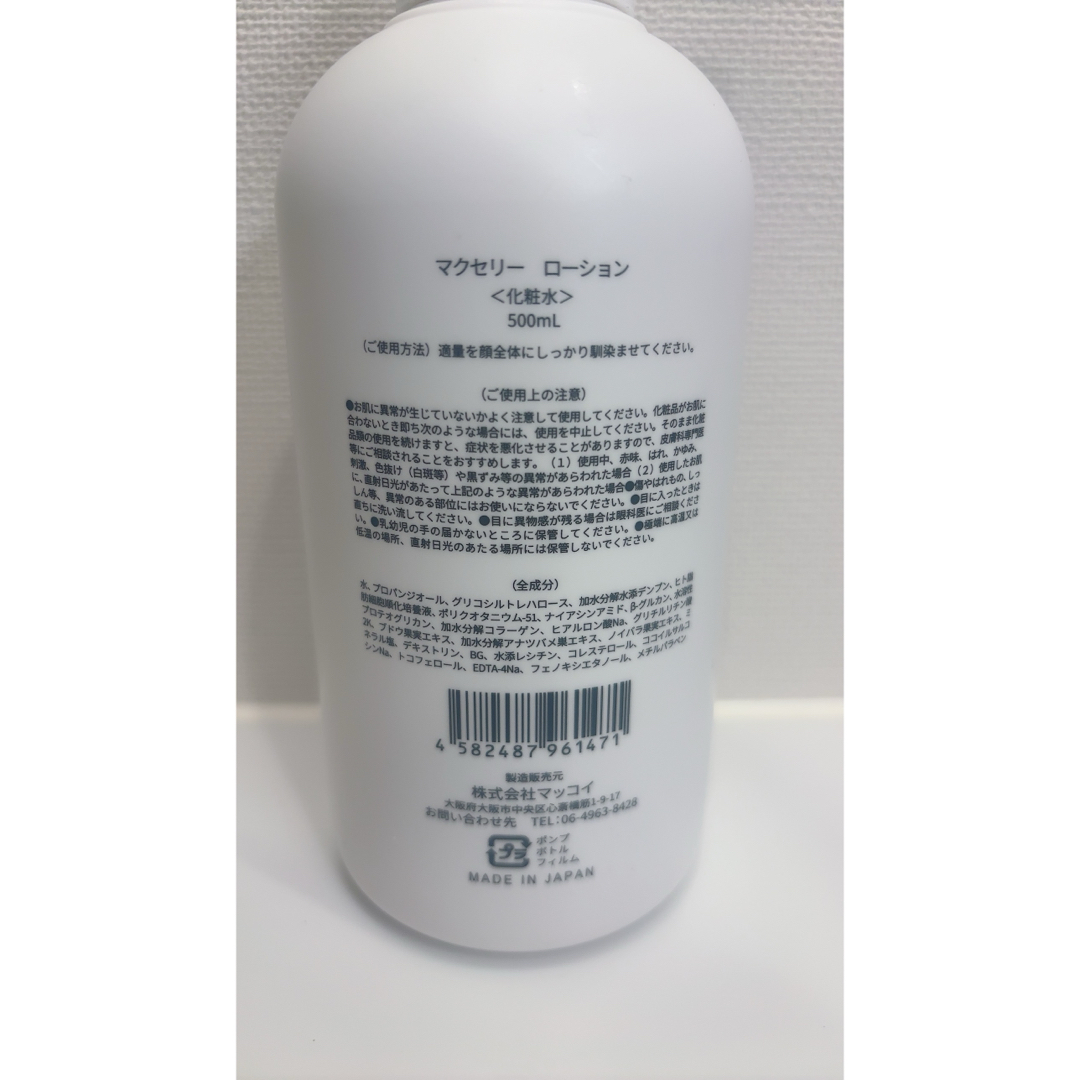 マクセリー ローション
＜化粧水＞
500mL
（ご使用方法）適量を顔全体にしっかり馴染ませてください。
（ご使用上の注意）
●お肌に異常が生じていないかよく注意して使用してください。化粧品がお肌に
合わないとき即ち次のような場合には、使用を中止してください。そのまま化粧
品類の使用を続けますと、症状を悪化させることがありますので、皮膚科専門医
等にご相談されることをおすすめします。（1）使用中、赤味、はれ、かゆみ、
刺激、色抜け（白斑等）や黒ずみ等の異常があらわれた場合（2）使用したお肌
に、直射日光があたって上記のような異常があらわれた場合●傷やはれもの、しっ
しん等、異常のある部位にはお使いにならないでください。●目に入ったときは
直ちに洗い流してください。●目に異物感が残る場合は眼科医にご相談くださ
い。●乳幼児の手の届かないところに保管してください。●極端に高温又は
低温の場所、直射日光のあたる場所には保管しないでください。
（全成分）
水、プロパンジオール、グリコシルトレハロース、加水分解水添デンプン、ヒト脂
肪細胞順化培養液、ポリクオタニウム-51、ナイアシンアミド、β-グルカン、水溶性
プロテオグリカン、加水分解コラーゲン、ヒアルロン酸Na、グリチルリチン酸
2K、ブドウ果実エキス、加水分解アナツバメ巣エキス、ノイバラ果実エキス、ミ
ネラル塩、デキストリン、BG、水添レシチン、コレステロール、ココイルサルコ
シンNa、トコフェロール、EDTA-4Na、フェノキシエタノール、メチルパラベン
4 582487 961471
製造販売元
株式会社マッコイ
大阪府大阪市中央区心斎橋筋1-9-17
お問い合わせ先 TEL：06-4963-8428
プラ
ポンプ
ボトル
フィルム
MADE IN JAPAN